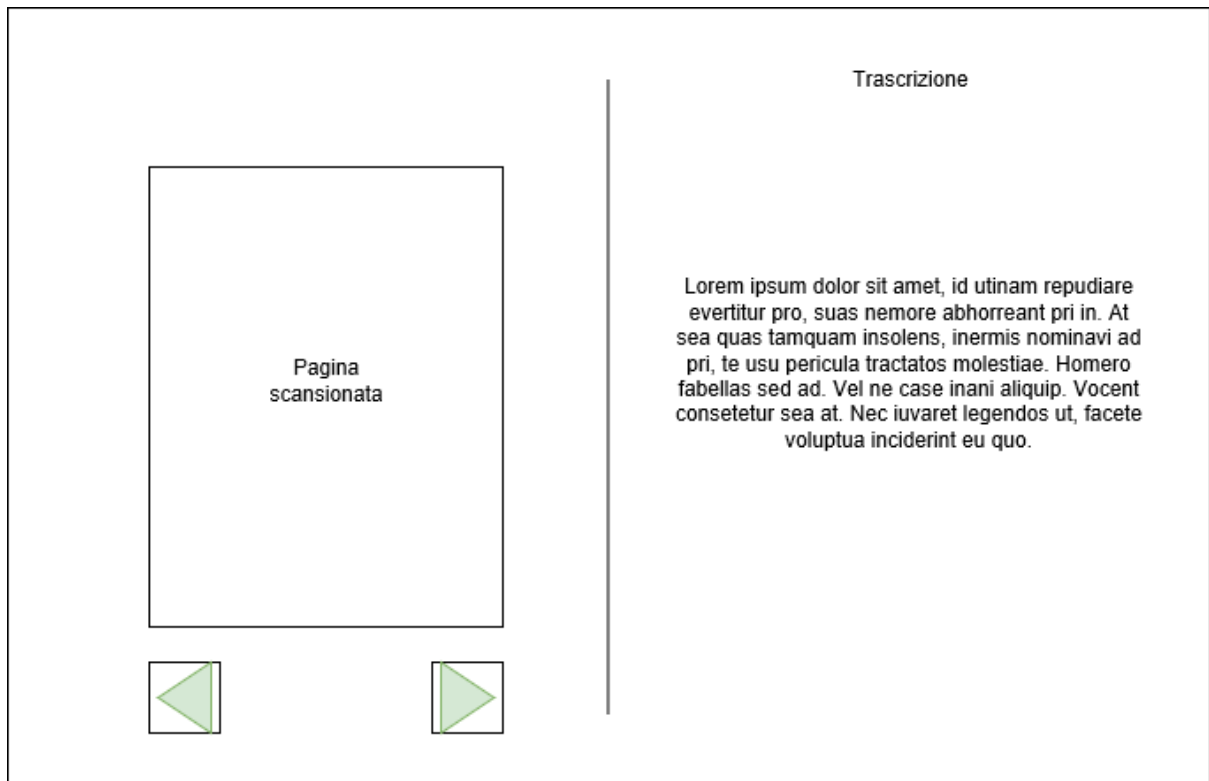 Pagina
scansionata
Trascrizione
Lorem ipsum dolor sit amet, id utinam repudiare
evertitur pro, suas nemore abhorreant pri in. At
sea quas tamquam insolens, inermis nominavi ad
pri, te usu pericula tractatos molestiae. Homero
fabellas sed ad. Vel ne case inani aliquip. Vocent
consetetur sea at. Nec iuvaret legendos ut, facete
voluptua inciderint eu quo.